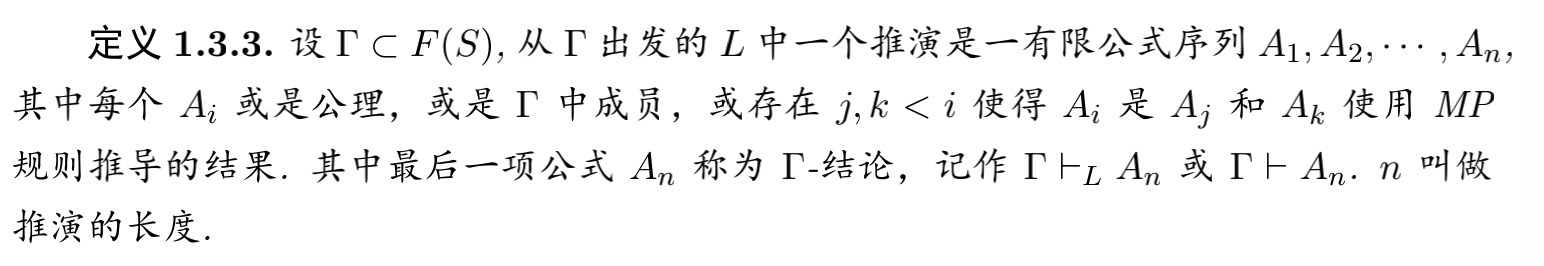 定义 1.3.3. 设 Γ ⊂ F(S), 从 Γ 出发的 L 中一个推演是一有限公式序列 A₁, A₂, ⋯ , Aₙ,
其中每个 Aᵢ 或是公理，或是 Γ 中成员，或存在 j, k < i 使得 Aᵢ 是 Aⱼ 和 Aₖ 使用 MP
规则推导的结果. 其中最后一项公式 Aₙ 称为 Γ-结论，记作 Γ ⊢_L Aₙ 或 Γ ⊢ Aₙ. n 叫做
推演的长度.